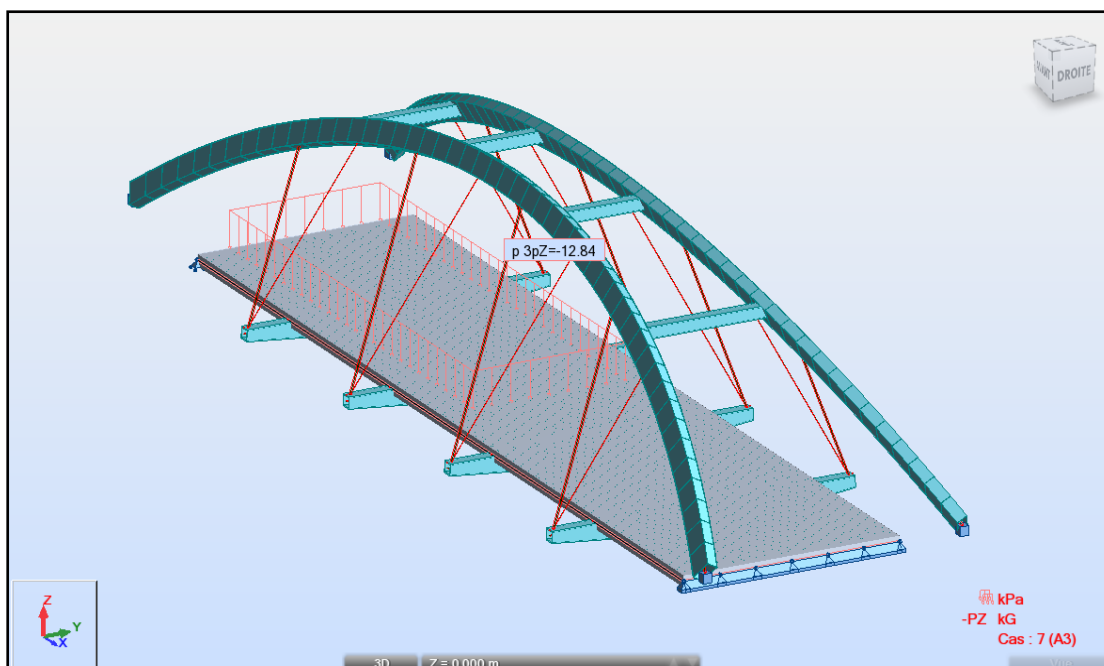 DROITE
p 3pZ=-12.84
kPa
-PZ kG
Cas : 7 (A3)
Z
Y
X
3D Z = 0.000 m